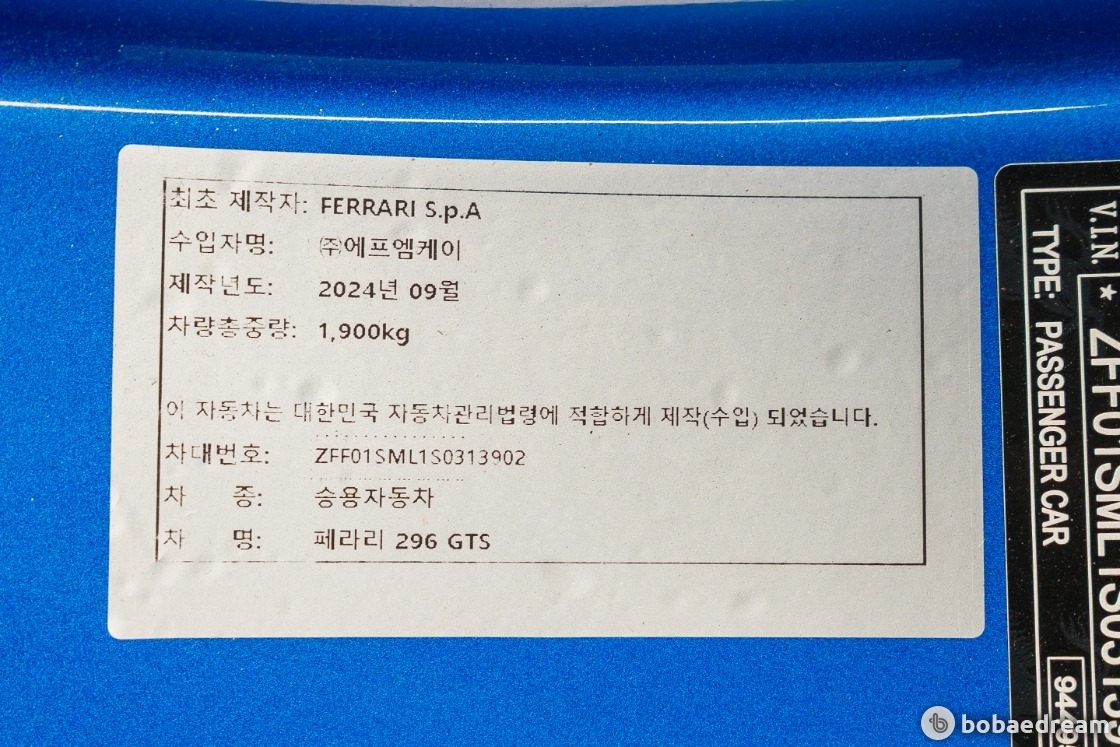 최초 제작자: FERRARI S.p.A
수입자명: ㈜에프엠케이
제작년도: 2024년 09월
차량총중량: 1,900kg
이 자동차는 대한민국 자동차관리법령에 적합하게 제작(수입) 되었습니다.
차대번호: ZFF01SML1S0313902
차 종: 승용자동차
차 명: 페라리 296 GTS
V.I.N. ★ ZFF01SML1S0313
TYPE: PASSENGER CAR
bobaedream